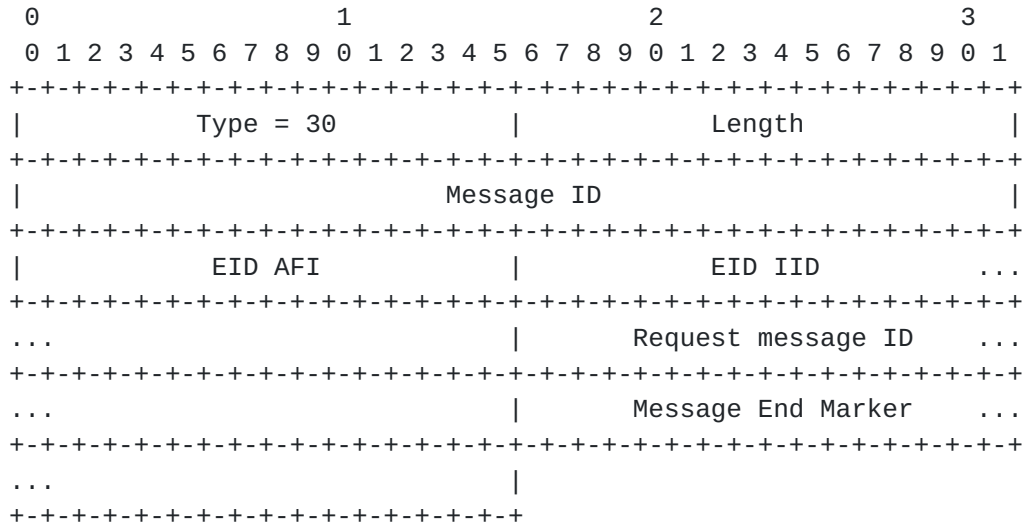 0                   1                   2                   3
 0 1 2 3 4 5 6 7 8 9 0 1 2 3 4 5 6 7 8 9 0 1 2 3 4 5 6 7 8 9 0 1
+-+-+-+-+-+-+-+-+-+-+-+-+-+-+-+-+-+-+-+-+-+-+-+-+-+-+-+-+-+-+-+-+
|           Type = 30           |            Length             |
+-+-+-+-+-+-+-+-+-+-+-+-+-+-+-+-+-+-+-+-+-+-+-+-+-+-+-+-+-+-+-+-+
|                           Message ID                          |
+-+-+-+-+-+-+-+-+-+-+-+-+-+-+-+-+-+-+-+-+-+-+-+-+-+-+-+-+-+-+-+-+
|            EID AFI            |            EID IID          ...
+-+-+-+-+-+-+-+-+-+-+-+-+-+-+-+-+-+-+-+-+-+-+-+-+-+-+-+-+-+-+-+-+
...                             |       Request message ID    ...
+-+-+-+-+-+-+-+-+-+-+-+-+-+-+-+-+-+-+-+-+-+-+-+-+-+-+-+-+-+-+-+-+
...                             |       Message End Marker    ...
+-+-+-+-+-+-+-+-+-+-+-+-+-+-+-+-+-+-+-+-+-+-+-+-+-+-+-+-+-+-+-+-+
...                             |
+-+-+-+-+-+-+-+-+-+-+-+-+-+-+-+-+